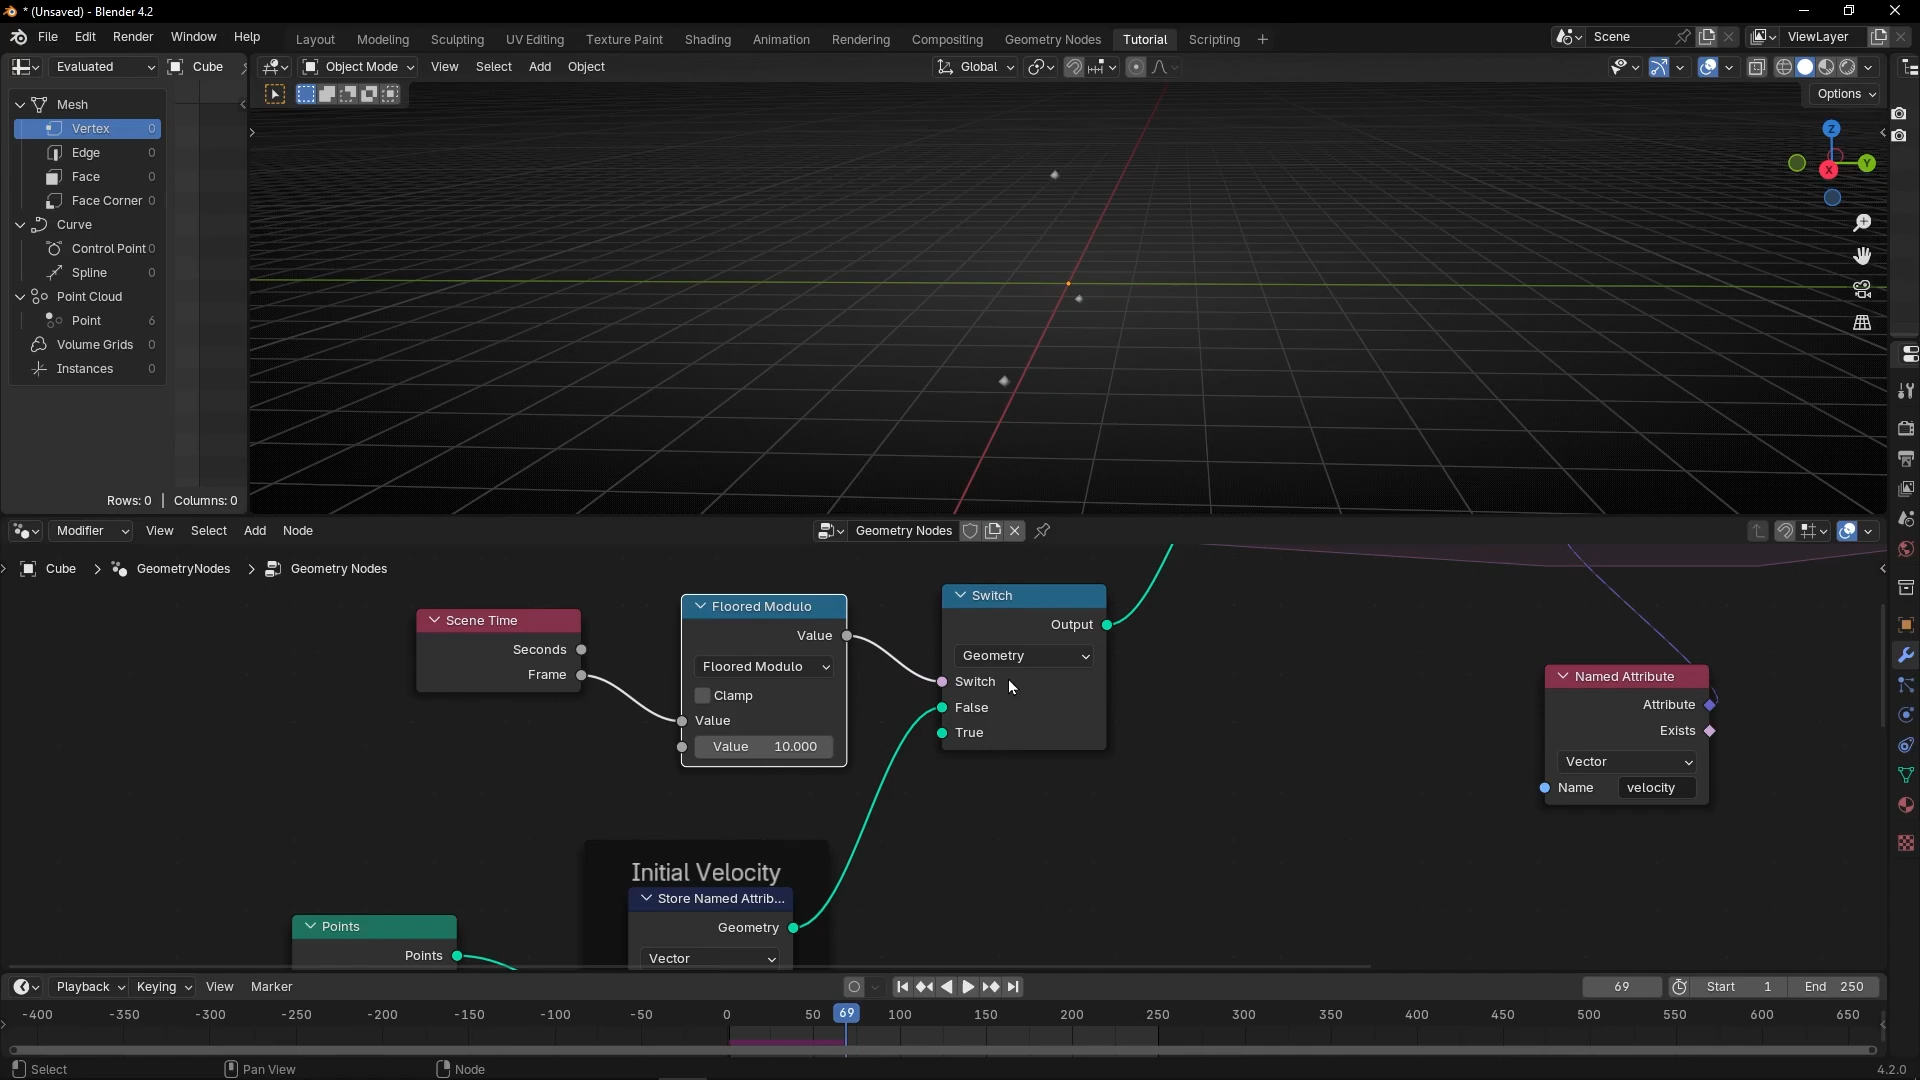 * (Unsaved) - Blender 4.2
File Edit Render Window Help
Layout Modeling Sculpting UV Editing Texture Paint Shading Animation Rendering Compositing Geometry Nodes Tutorial Scripting +
Scene
ViewLayer
Evaluated
Cube
Object Mode
View Select Add Object
Global
Options
Mesh
Vertex 0
Edge 0
Face 0
Face Corner 0
Curve
Control Point 0
Spline 0
Point Cloud
Point 6
Volume Grids 0
Instances 0
Rows: 0 | Columns: 0
Z
Y
X
Modifier
View Select Add Node
Geometry Nodes
Cube > GeometryNodes > Geometry Nodes
Scene Time
Seconds
Frame
Floored Modulo
Value
Floored Modulo
Clamp
Value
Value 10.000
Switch
Output
Geometry
Switch
False
True
Named Attribute
Attribute
Exists
Vector
Name velocity
Initial Velocity
Store Named Attrib...
Geometry
Vector
Points
Points
Playback Keying View Marker
69
Start 1
End 250
-400 -350 -300 -250 -200 -150 -100 -50 0 50 69 100 150 200 250 300 350 400 450 500 550 600 650
Select
Pan View
Node
4.2.0